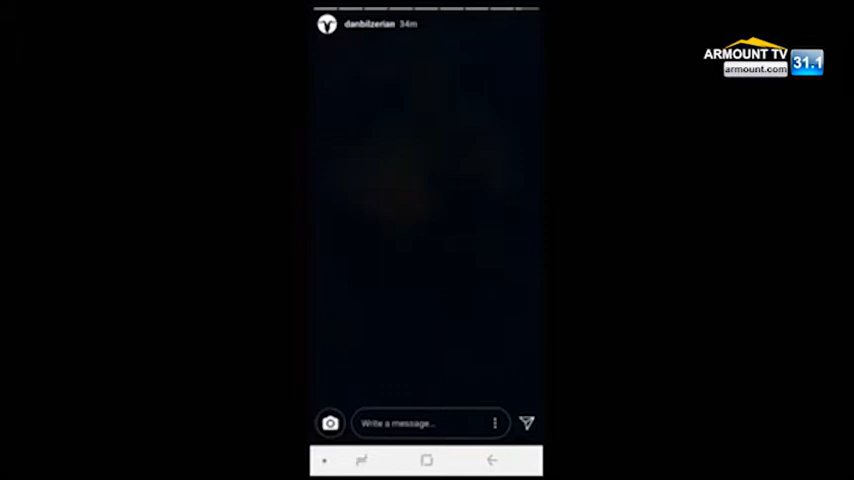 danbilzerian 34m
ARMOUNT TV
armount.com
31.1
Write a message...